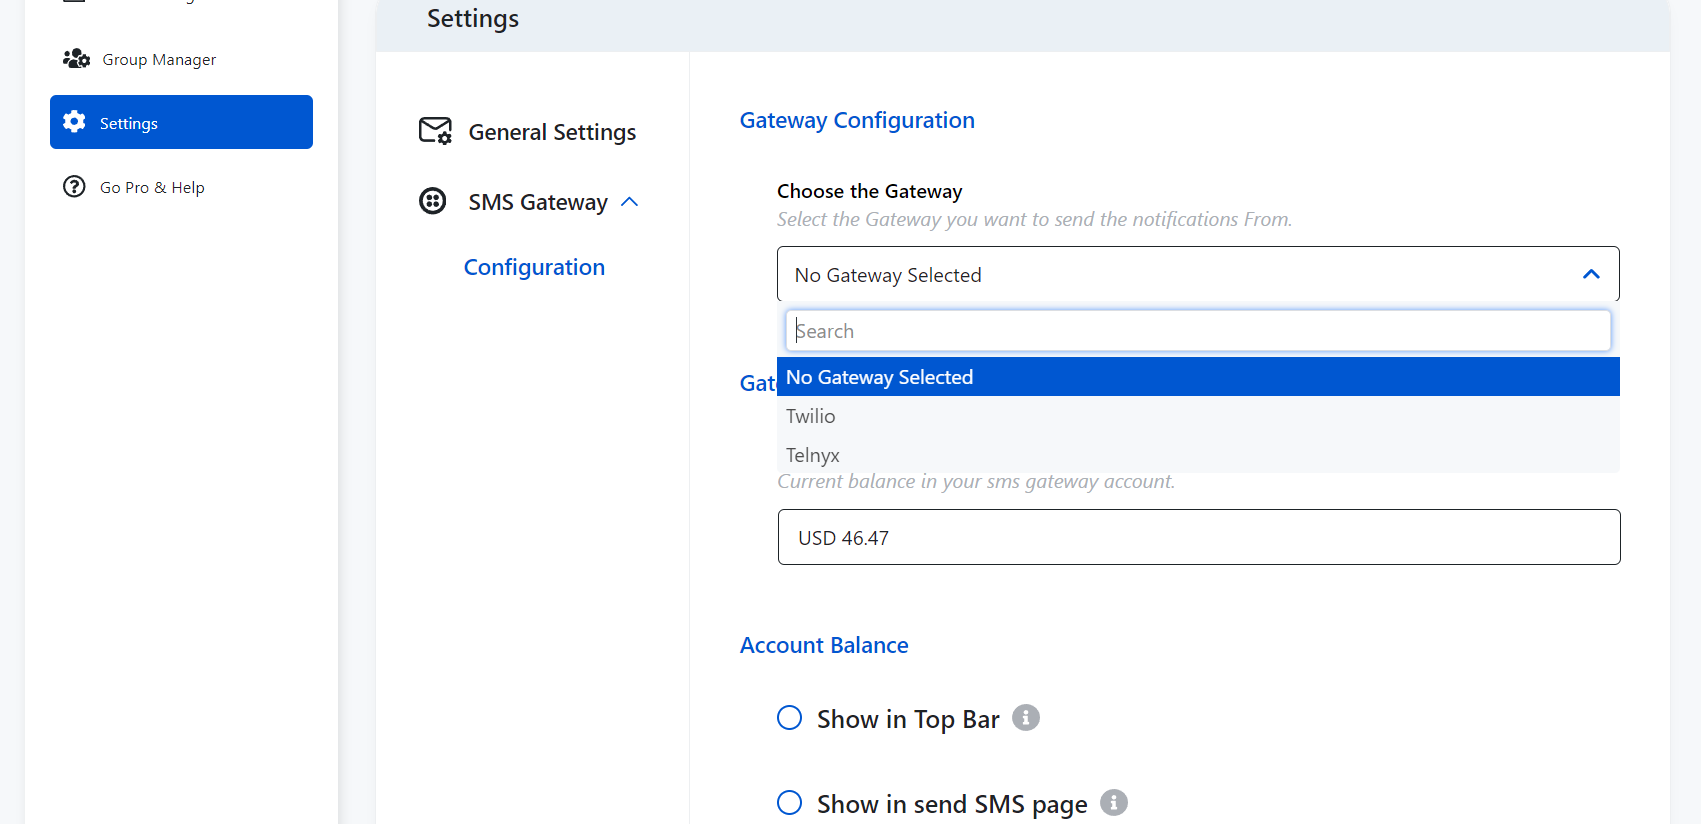 Settings
Group Manager
Settings
Go Pro & Help
General Settings
SMS Gateway
Configuration
Gateway Configuration
Choose the Gateway
Select the Gateway you want to send the notifications From.
No Gateway Selected
Search
No Gateway Selected
Twilio
Telnyx
Current balance in your sms gateway account.
USD 46.47
Account Balance
Show in Top Bar
Show in send SMS page